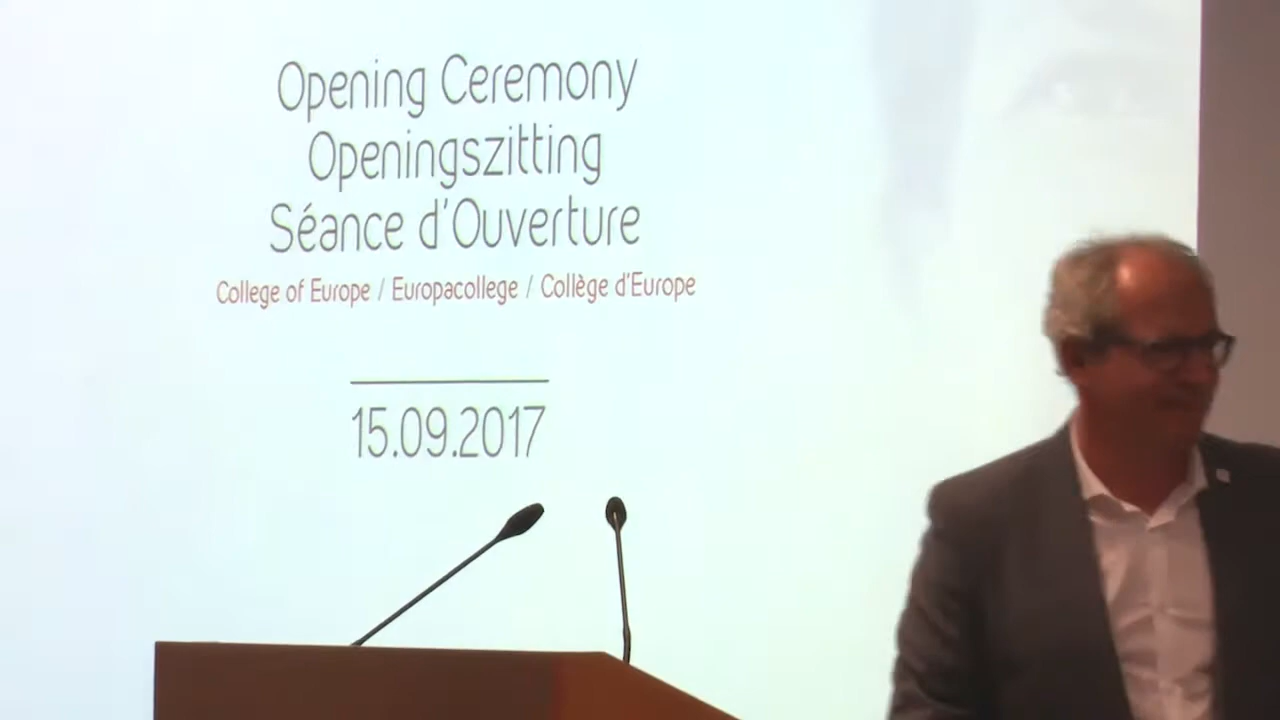 Opening Ceremony
Openingszitting
Séance d'Ouverture
College of Europe / Europacollege / Collège d'Europe
15.09.2017